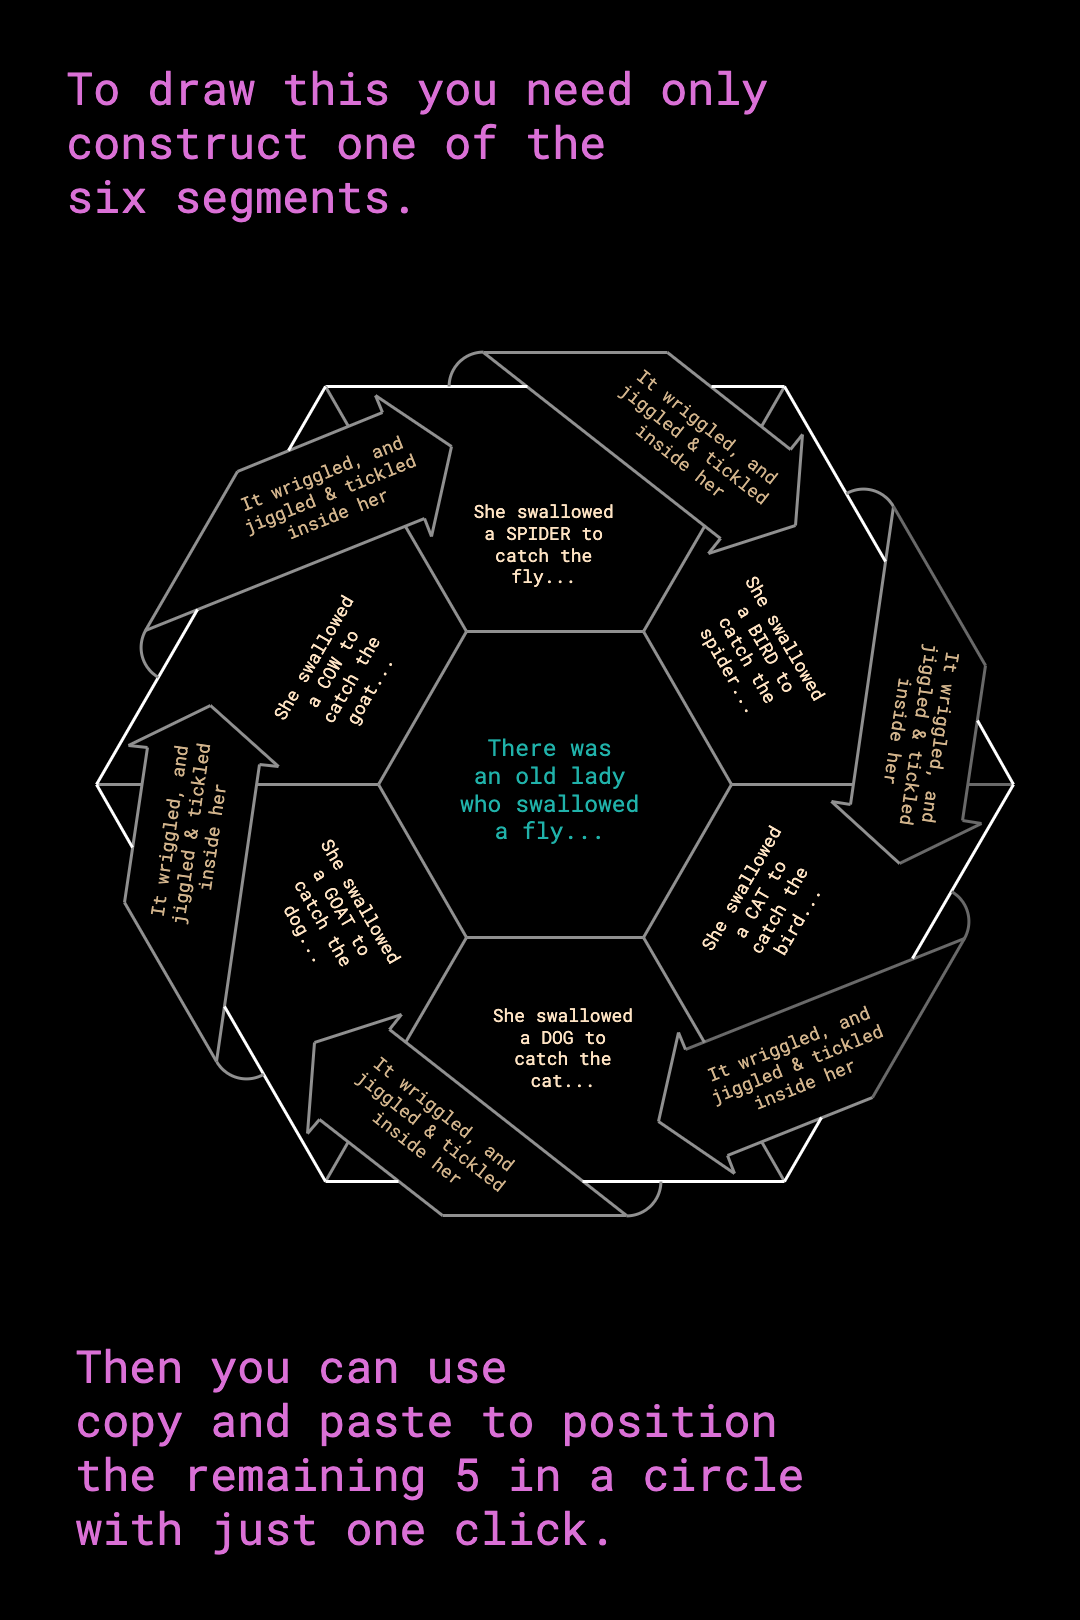 To draw this you need only
construct one of the
six segments.
It wriggled, and
jiggled & tickled
inside her
It wriggled, and
jiggled & tickled
inside her
She swallowed
a SPIDER to
catch the
fly...
She swallowed
a BIRD to
catch the
spider...
It wriggled, and
jiggled & tickled
inside her
She swallowed
a COW to
catch the
goat...
There was
an old lady
who swallowed
a fly...
It wriggled, and
jiggled & tickled
inside her
She swallowed
a GOAT to
catch the
dog...
She swallowed
a CAT to
catch the
bird...
She swallowed
a DOG to
catch the
cat...
It wriggled, and
jiggled & tickled
inside her
It wriggled, and
jiggled & tickled
inside her
Then you can use
copy and paste to position
the remaining 5 in a circle
with just one click.